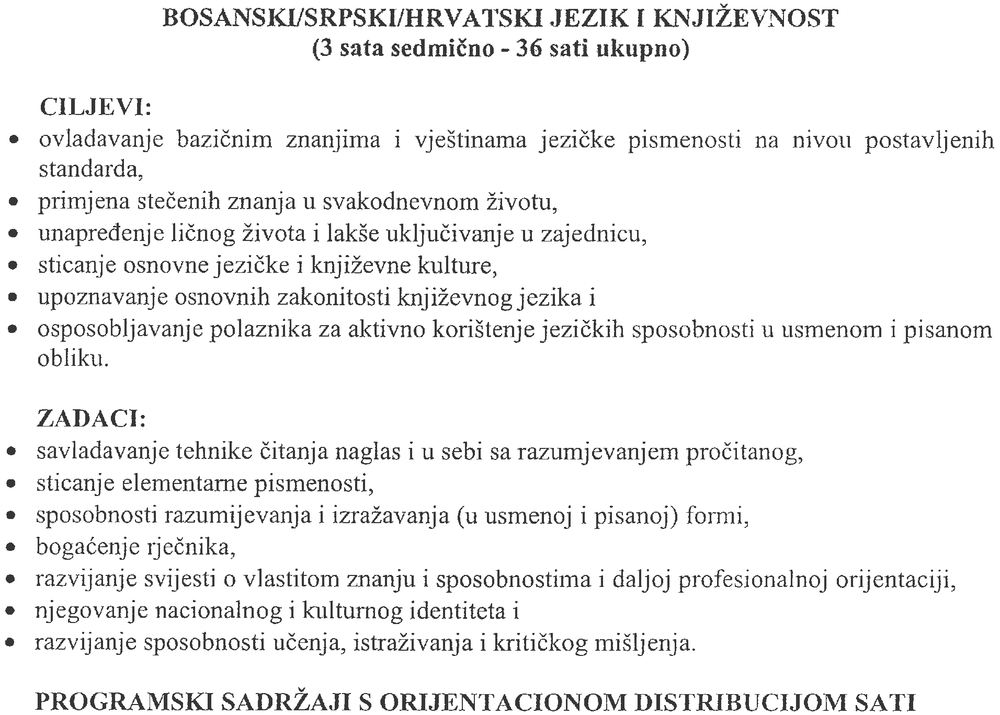 BOSANSKI/SRPSKI/HRVATSKI JEZIK I KNJIŽEVNOST
(3 sata sedmično - 36 sati ukupno)
CILJEVI:
• ovladavanje bazičnim znanjima i vještinama jezičke pismenosti na nivou postavljenih
standarda,
• primjena stečenih znanja u svakodnevnom životu,
• unapređenje ličnog života i lakše uključivanje u zajednicu,
• sticanje osnovne jezičke i književne kulture,
• upoznavanje osnovnih zakonitosti književnog jezika i
• osposobljavanje polaznika za aktivno korištenje jezičkih sposobnosti u usmenom i pisanom
obliku.
ZADACI:
• savladavanje tehnike čitanja naglas i u sebi sa razumjevanjem pročitanog,
• sticanje elementarne pismenosti,
• sposobnosti razumijevanja i izražavanja (u usmenoj i pisanoj) formi,
• bogaćenje rječnika,
• razvijanje svijesti o vlastitom znanju i sposobnostima i daljoj profesionalnoj orijentaciji,
• njegovanje nacionalnog i kulturnog identiteta i
• razvijanje sposobnosti učenja, istraživanja i kritičkog mišljenja.
PROGRAMSKI SADRŽAJI S ORIJENTACIONOM DISTRIBUCIJOM SATI